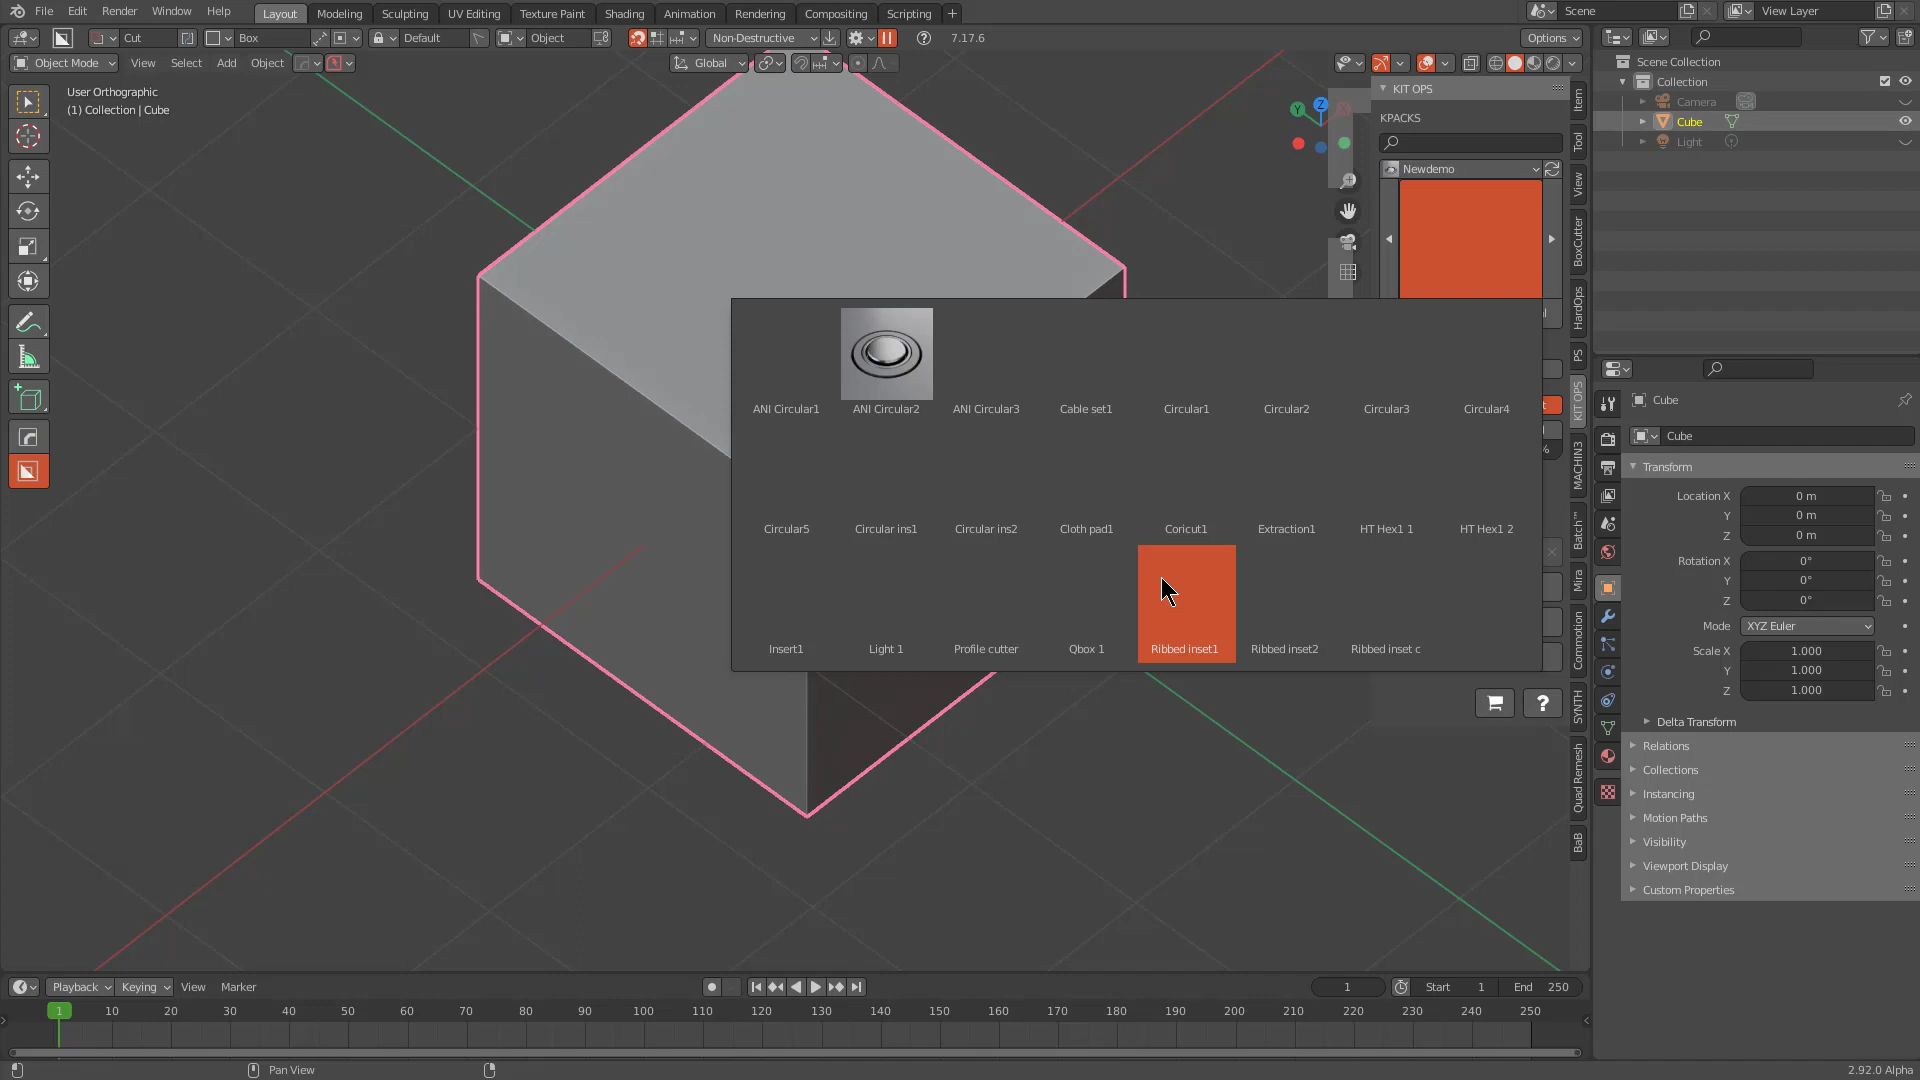 File Edit Render Window Help Layout Modeling Sculpting UV Editing Texture Paint Shading Animation Rendering Compositing Scripting + Scene View Layer
Cut Box Default Object Non-Destructive 7.17.6 Options
Object Mode View Select Add Object Global
User Orthographic
(1) Collection | Cube
Y Z X
KIT OPS
KPACKS
Newdemo
Item
Tool
View
BoxCutter
HardOps
PS
KIT OPS
MACHIN3
Batch™
Mira
Commotion
SYNTH
Quad Remesh
BaB
%
ANI Circular1 ANI Circular2 ANI Circular3 Cable set1 Circular1 Circular2 Circular3 Circular4
Circular5 Circular ins1 Circular ins2 Cloth pad1 Coricut1 Extraction1 HT Hex1 1 HT Hex1 2
Insert1 Light 1 Profile cutter Qbox 1 Ribbed inset1 Ribbed inset2 Ribbed inset c
?
Scene Collection
Collection
Camera
Cube
Light
Cube
Cube
Transform
Location X 0 m
Y 0 m
Z 0 m
Rotation X 0°
Y 0°
Z 0°
Mode XYZ Euler
Scale X 1.000
Y 1.000
Z 1.000
Delta Transform
Relations
Collections
Instancing
Motion Paths
Visibility
Viewport Display
Custom Properties
Playback Keying View Marker 1 Start 1 End 250
1 10 20 30 40 50 60 70 80 90 100 110 120 130 140 150 160 170 180 190 200 210 220 230 240 250
Pan View 2.92.0 Alpha